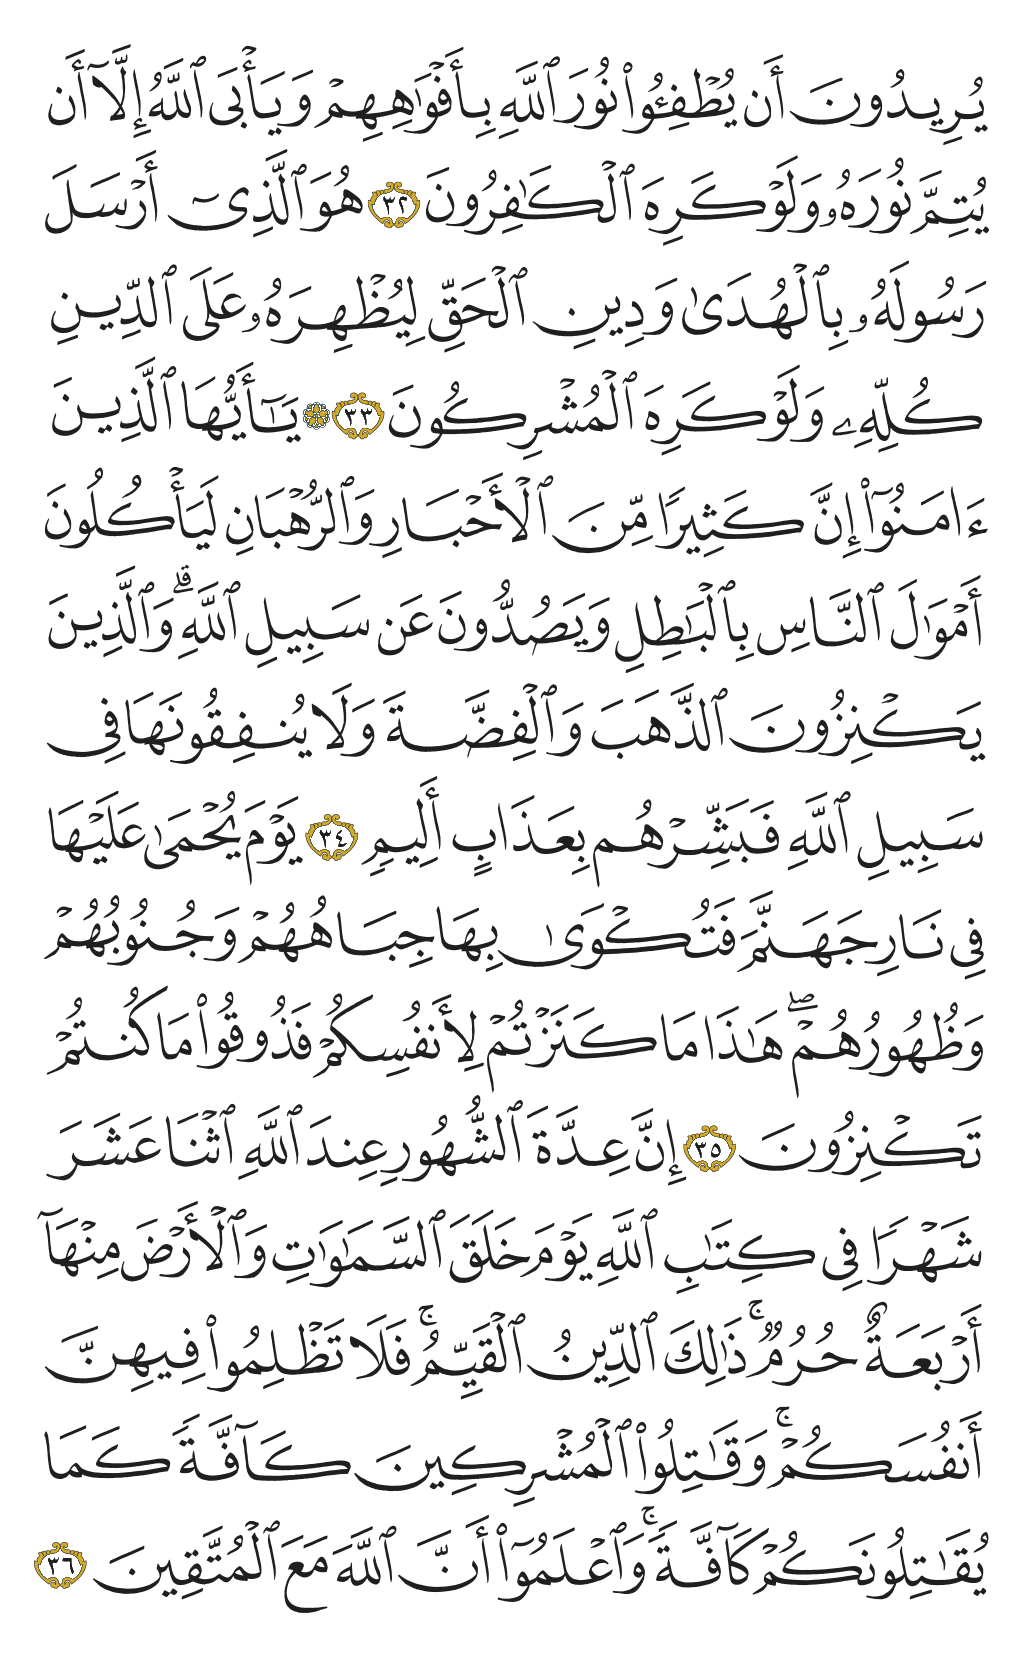 يُرِيدُونَ أَن يُطْفِـُٔوا۟ نُورَ ٱللَّهِ بِأَفْوَٰهِهِمْ وَيَأْبَى ٱللَّهُ إِلَّآ أَن
يُتِمَّ نُورَهُۥ وَلَوْ كَرِهَ ٱلْكَـٰفِرُونَ ٣٢ هُوَ ٱلَّذِىٓ أَرْسَلَ
رَسُولَهُۥ بِٱلْهُدَىٰ وَدِينِ ٱلْحَقِّ لِيُظْهِرَهُۥ عَلَى ٱلدِّينِ
كُلِّهِۦ وَلَوْ كَرِهَ ٱلْمُشْرِكُونَ ٣٣ ۞ يَـٰٓأَيُّهَا ٱلَّذِينَ
ءَامَنُوٓا۟ إِنَّ كَثِيرًا مِّنَ ٱلْأَحْبَارِ وَٱلرُّهْبَانِ لَيَأْكُلُونَ
أَمْوَٰلَ ٱلنَّاسِ بِٱلْبَـٰطِلِ وَيَصُدُّونَ عَن سَبِيلِ ٱللَّهِ ۗ وَٱلَّذِينَ
يَكْنِزُونَ ٱلذَّهَبَ وَٱلْفِضَّةَ وَلَا يُنفِقُونَهَا فِى
سَبِيلِ ٱللَّهِ فَبَشِّرْهُم بِعَذَابٍ أَلِيمٍ ٣٤ يَوْمَ يُحْمَىٰ عَلَيْهَا
فِى نَارِ جَهَنَّمَ فَتُكْوَىٰ بِهَا جِبَاهُهُمْ وَجُنُوبُهُمْ
وَظُهُورُهُمْ ۖ هَـٰذَا مَا كَنَزْتُمْ لِأَنفُسِكُمْ فَذُوقُوا۟ مَا كُنتُمْ
تَكْنِزُونَ ٣٥ إِنَّ عِدَّةَ ٱلشُّهُورِ عِندَ ٱللَّهِ ٱثْنَا عَشَرَ
شَهْرًا فِى كِتَـٰبِ ٱللَّهِ يَوْمَ خَلَقَ ٱلسَّمَـٰوَٰتِ وَٱلْأَرْضَ مِنْهَآ
أَرْبَعَةٌ حُرُمٌ ۚ ذَٰلِكَ ٱلدِّينُ ٱلْقَيِّمُ ۚ فَلَا تَظْلِمُوا۟ فِيهِنَّ
أَنفُسَكُمْ ۚ وَقَـٰتِلُوا۟ ٱلْمُشْرِكِينَ كَآفَّةً كَمَا
يُقَـٰتِلُونَكُمْ كَآفَّةً ۚ وَٱعْلَمُوٓا۟ أَنَّ ٱللَّهَ مَعَ ٱلْمُتَّقِينَ ٣٦